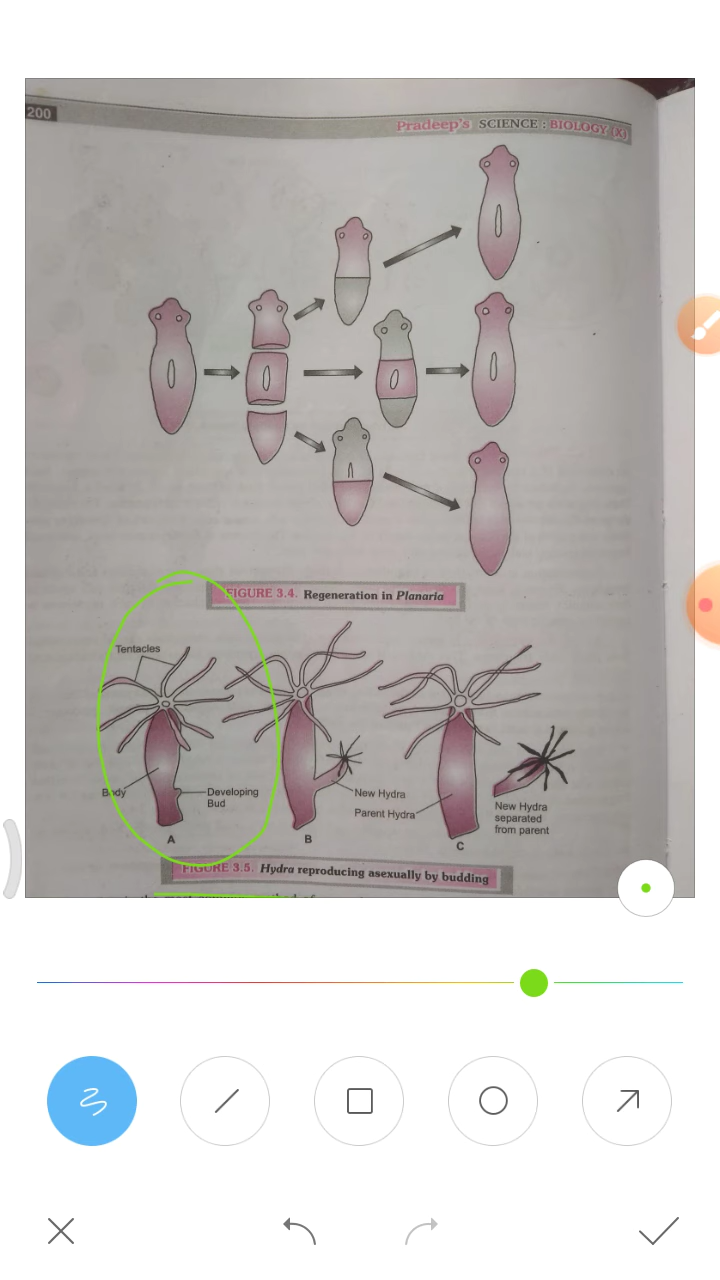 200
Pradeep's SCIENCE : BIOLOGY (X)
FIGURE 3.4. Regeneration in Planaria
Tentacles
Body
Developing
Bud
A
New Hydra
B
Parent Hydra
New Hydra
separated
from parent
C
FIGURE 3.5. Hydra reproducing asexually by budding